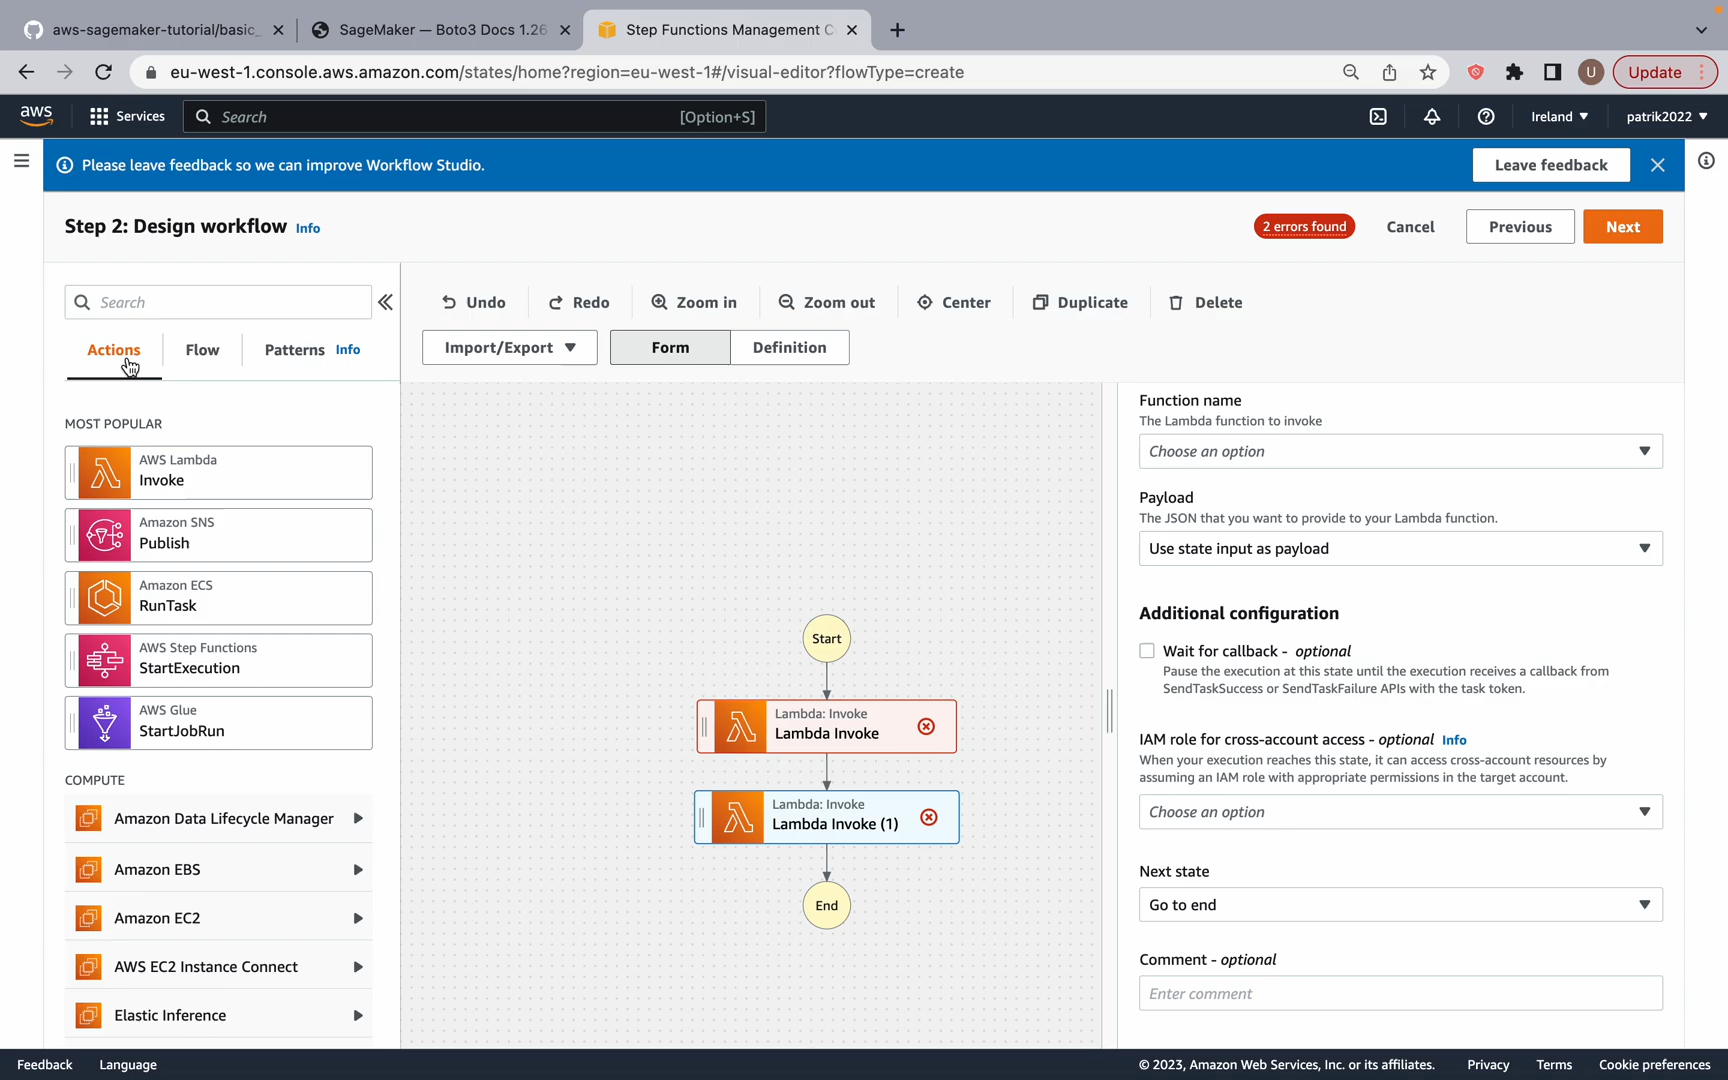 aws-sagemaker-tutorial/basic_
SageMaker — Boto3 Docs 1.26
Step Functions Management C
eu-west-1.console.aws.amazon.com/states/home?region=eu-west-1#/visual-editor?flowType=create
U
Update
aws
Services
Search
[Option+S]
Ireland
patrik2022
Please leave feedback so we can improve Workflow Studio.
Leave feedback
Step 2: Design workflow Info
2 errors found
Cancel
Previous
Next
Search
Undo
Redo
Zoom in
Zoom out
Center
Duplicate
Delete
Actions
Flow
Patterns Info
Import/Export
Form
Definition
MOST POPULAR
AWS Lambda
Invoke
Amazon SNS
Publish
Amazon ECS
RunTask
AWS Step Functions
StartExecution
AWS Glue
StartJobRun
COMPUTE
Amazon Data Lifecycle Manager
Amazon EBS
Amazon EC2
AWS EC2 Instance Connect
Elastic Inference
Start
Lambda: Invoke
Lambda Invoke
Lambda: Invoke
Lambda Invoke (1)
End
Function name
The Lambda function to invoke
Choose an option
Payload
The JSON that you want to provide to your Lambda function.
Use state input as payload
Additional configuration
Wait for callback - optional
Pause the execution at this state until the execution receives a callback from
SendTaskSuccess or SendTaskFailure APIs with the task token.
IAM role for cross-account access - optional Info
When your execution reaches this state, it can access cross-account resources by
assuming an IAM role with appropriate permissions in the target account.
Choose an option
Next state
Go to end
Comment - optional
Enter comment
Feedback
Language
© 2023, Amazon Web Services, Inc. or its affiliates.
Privacy
Terms
Cookie preferences